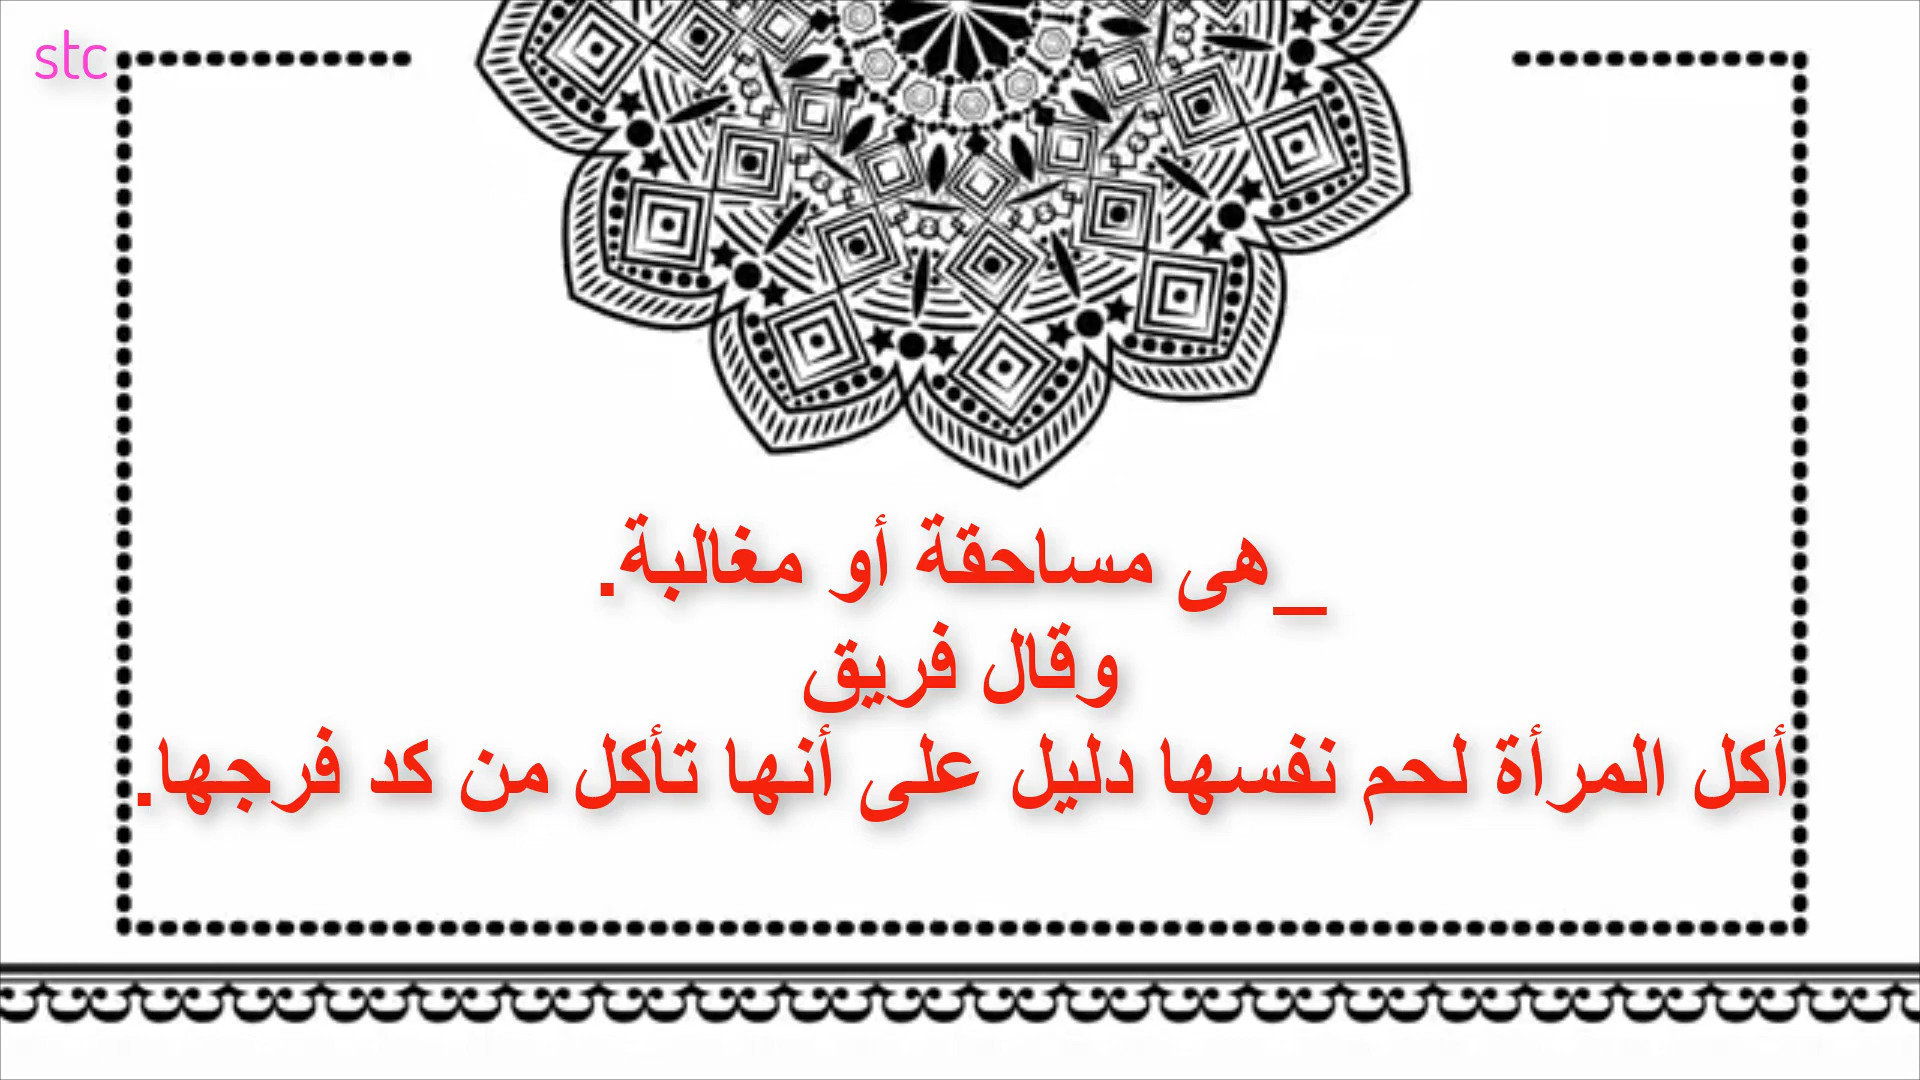 stc
_هى مساحقة أو مغالبة.
وقال فريق
أكل المرأة لحم نفسها دليل على أنها تأكل من كد فرجها.